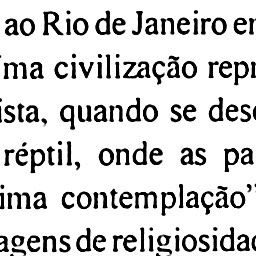 ao Rio de Janeiro en
ma civilização repr
ista, quando se des
réptil, onde as pa
ima contemplação"
agens de religiosidad